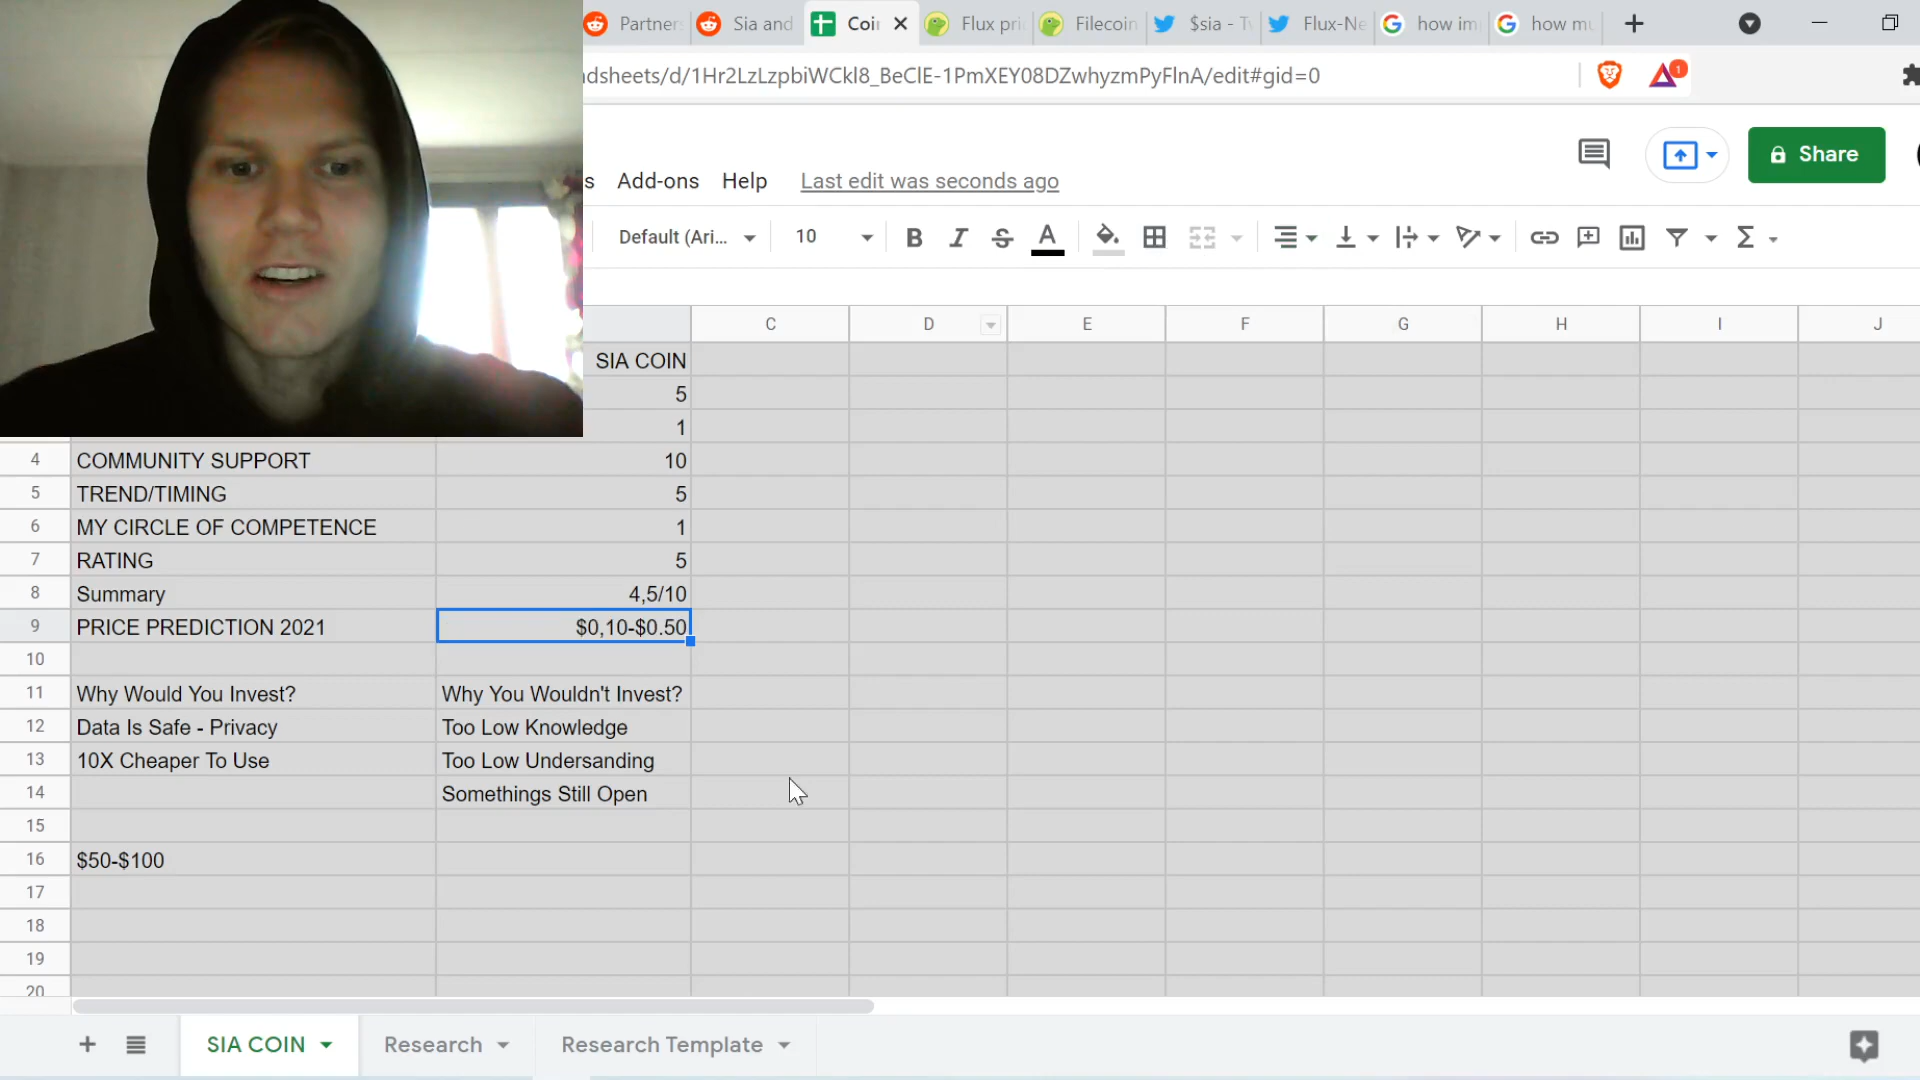 Partners
Sia and
Coi
Flux pri
Filecoin
$sia - Tw
Flux-Ne
how im
how mu
dsheets/d/1Hr2LzLzpbiWCkl8_BeClE-1PmXEY08DZwhyzmPyFlnA/edit#gid=0
1
s Add-ons Help Last edit was seconds ago
Share
Default (Ari... 10 B I S A
C D E F G H I J
SIA COIN
5
1
4 COMMUNITY SUPPORT 10
5 TREND/TIMING 5
6 MY CIRCLE OF COMPETENCE 1
7 RATING 5
8 Summary 4,5/10
9 PRICE PREDICTION 2021 $0,10-$0.50
10
11 Why Would You Invest? Why You Wouldn't Invest?
12 Data Is Safe - Privacy Too Low Knowledge
13 10X Cheaper To Use Too Low Undersanding
14 Somethings Still Open
15
16 $50-$100
17
18
19
20
SIA COIN Research Research Template